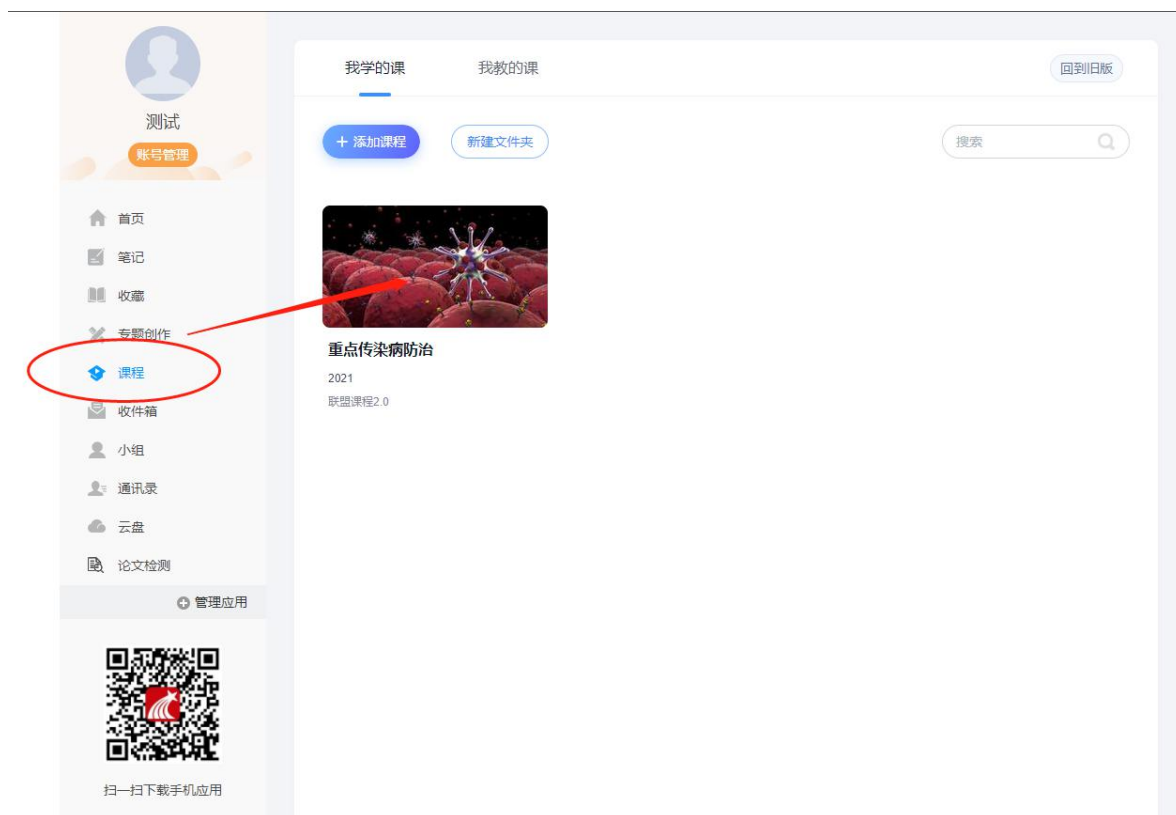 测试
账号管理
首页
笔记
收藏
专题创作
课程
收件箱
小组
通讯录
云盘
论文检测
管理应用
扫一扫下载手机应用
我学的课
我教的课
回到旧版
+ 添加课程
新建文件夹
搜索
重点传染病防治
2021
联盟课程2.0